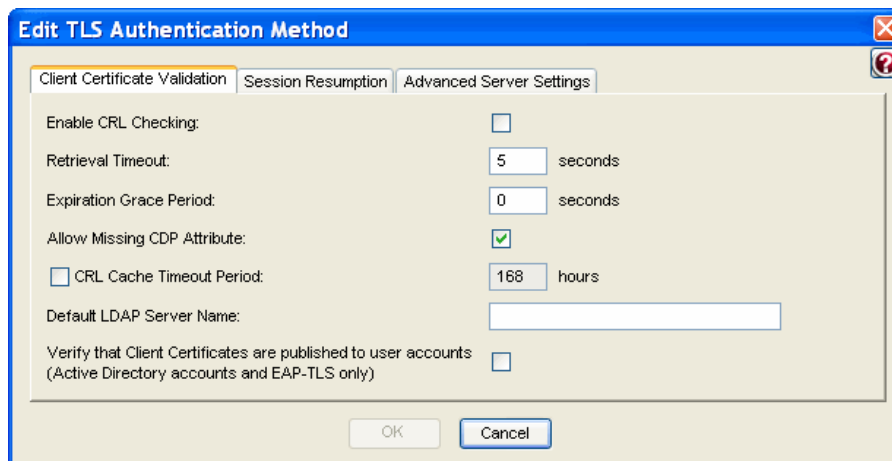 Edit TLS Authentication Method
Client Certificate Validation Session Resumption Advanced Server Settings
Enable CRL Checking:
Retrieval Timeout: 5 seconds
Expiration Grace Period: 0 seconds
Allow Missing CDP Attribute:
CRL Cache Timeout Period: 168 hours
Default LDAP Server Name:
Verify that Client Certificates are published to user accounts
(Active Directory accounts and EAP-TLS only)
OK Cancel